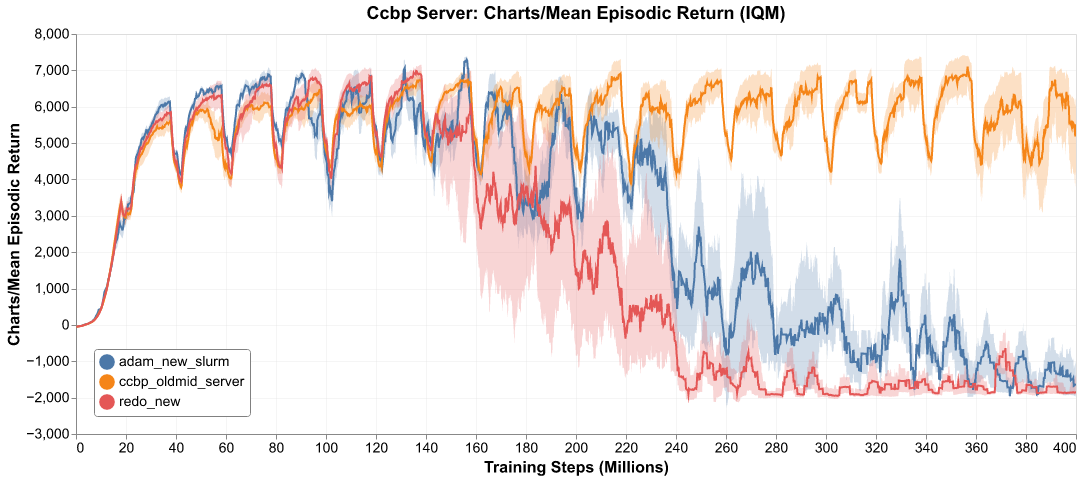 Ccbp Server: Charts/Mean Episodic Return (IQM)
Charts/Mean Episodic Return
8,000
7,000
6,000
5,000
4,000
3,000
2,000
1,000
0
−1,000
−2,000
−3,000
adam_new_slurm
ccbp_oldmid_server
redo_new
0 20 40 60 80 100 120 140 160 180 200 220 240 260 280 300 320 340 360 380 400
Training Steps (Millions)